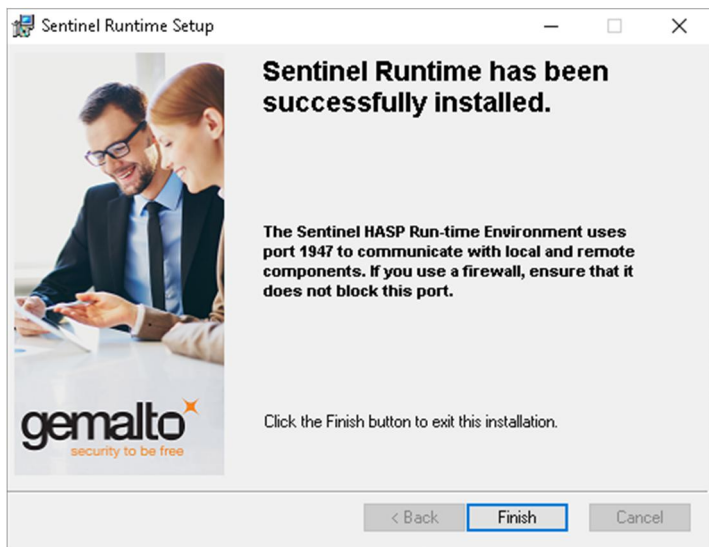 Sentinel Runtime Setup
Sentinel Runtime has been
successfully installed.
The Sentinel HASP Run-time Environment uses
port 1947 to communicate with local and remote
components. If you use a firewall, ensure that it
does not block this port.
gemalto
security to be free
Click the Finish button to exit this installation.
< Back Finish Cancel